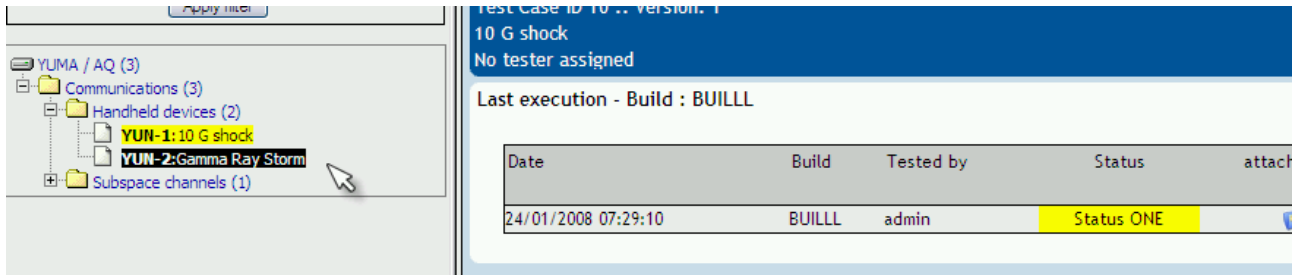 Apply filter
YUMA / AQ (3)
Communications (3)
Handheld devices (2)
YUN-1:10 G shock
YUN-2:Gamma Ray Storm
Subspace channels (1)
Test Case ID 10 .. Version: 1
10 G shock
No tester assigned
Last execution - Build : BUILLL
Date Build Tested by Status attach
24/01/2008 07:29:10 BUILLL admin Status ONE